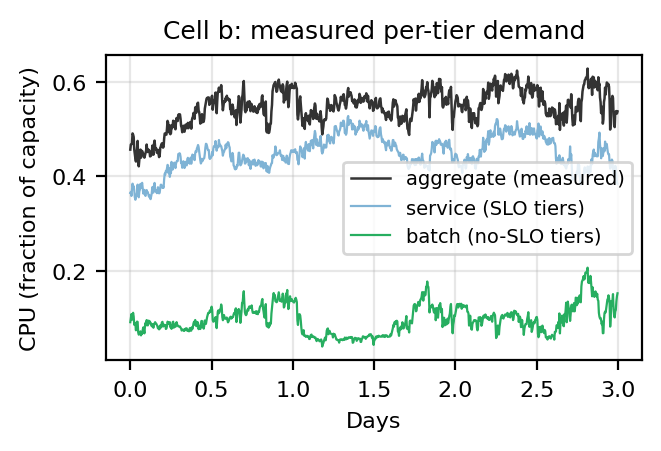 Cell b: measured per-tier demand
CPU (fraction of capacity)
0.6
0.4
0.2
aggregate (measured)
service (SLO tiers)
batch (no-SLO tiers)
0.0 0.5 1.0 1.5 2.0 2.5 3.0
Days